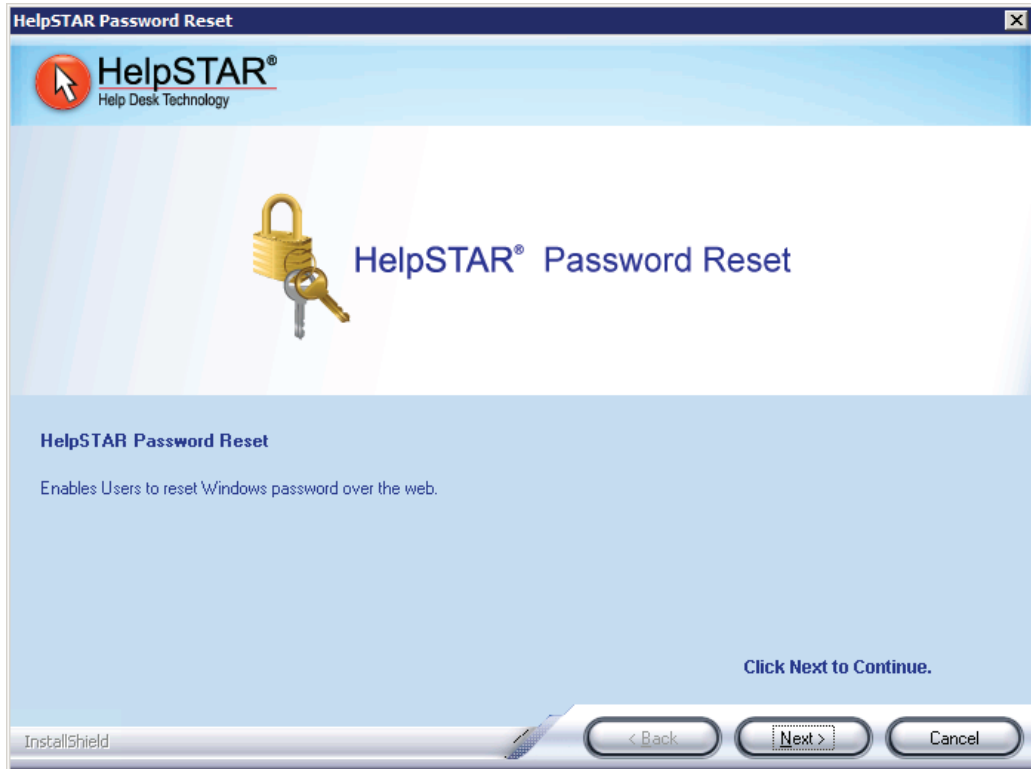 HelpSTAR Password Reset
HelpSTAR®
Help Desk Technology
HelpSTAR® Password Reset
HelpSTAR Password Reset
Enables Users to reset Windows password over the web.
Click Next to Continue.
InstallShield
< Back
Next >
Cancel